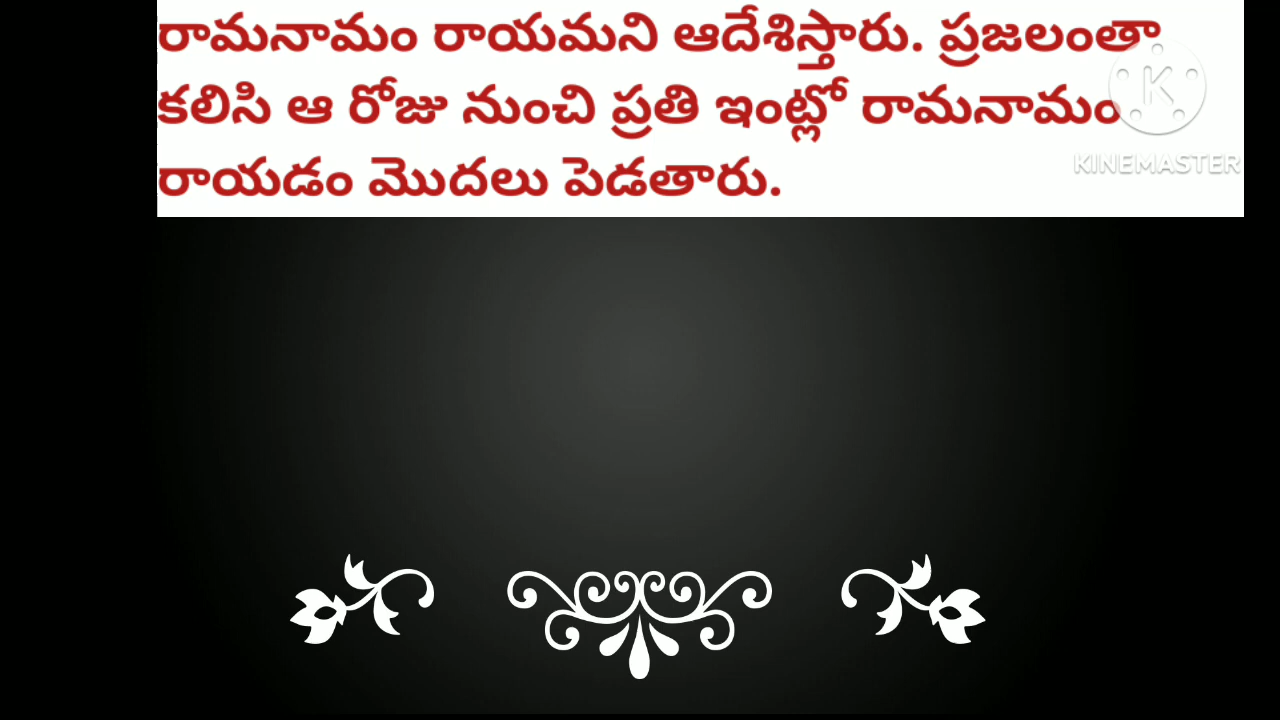 రామనామం రాయమని ఆదేశిస్తారు. ప్రజలంతా
కలిసి ఆ రోజు నుంచి ప్రతి ఇంట్లో రామనామం
రాయడం మొదలు పెడతారు.
K
KINEMASTER